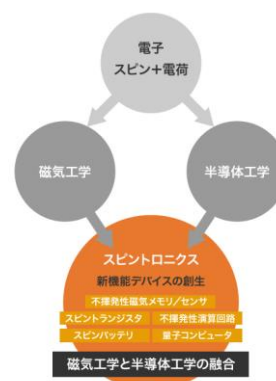 電子
スピン+電荷
磁気工学
半導体工学
スピントロニクス
新機能デバイスの創生
不揮発性磁気メモリ/センサ
スピントランジスタ
不揮発性演算回路
スピンバッテリ
量子コンピュータ
磁気工学と半導体工学の融合